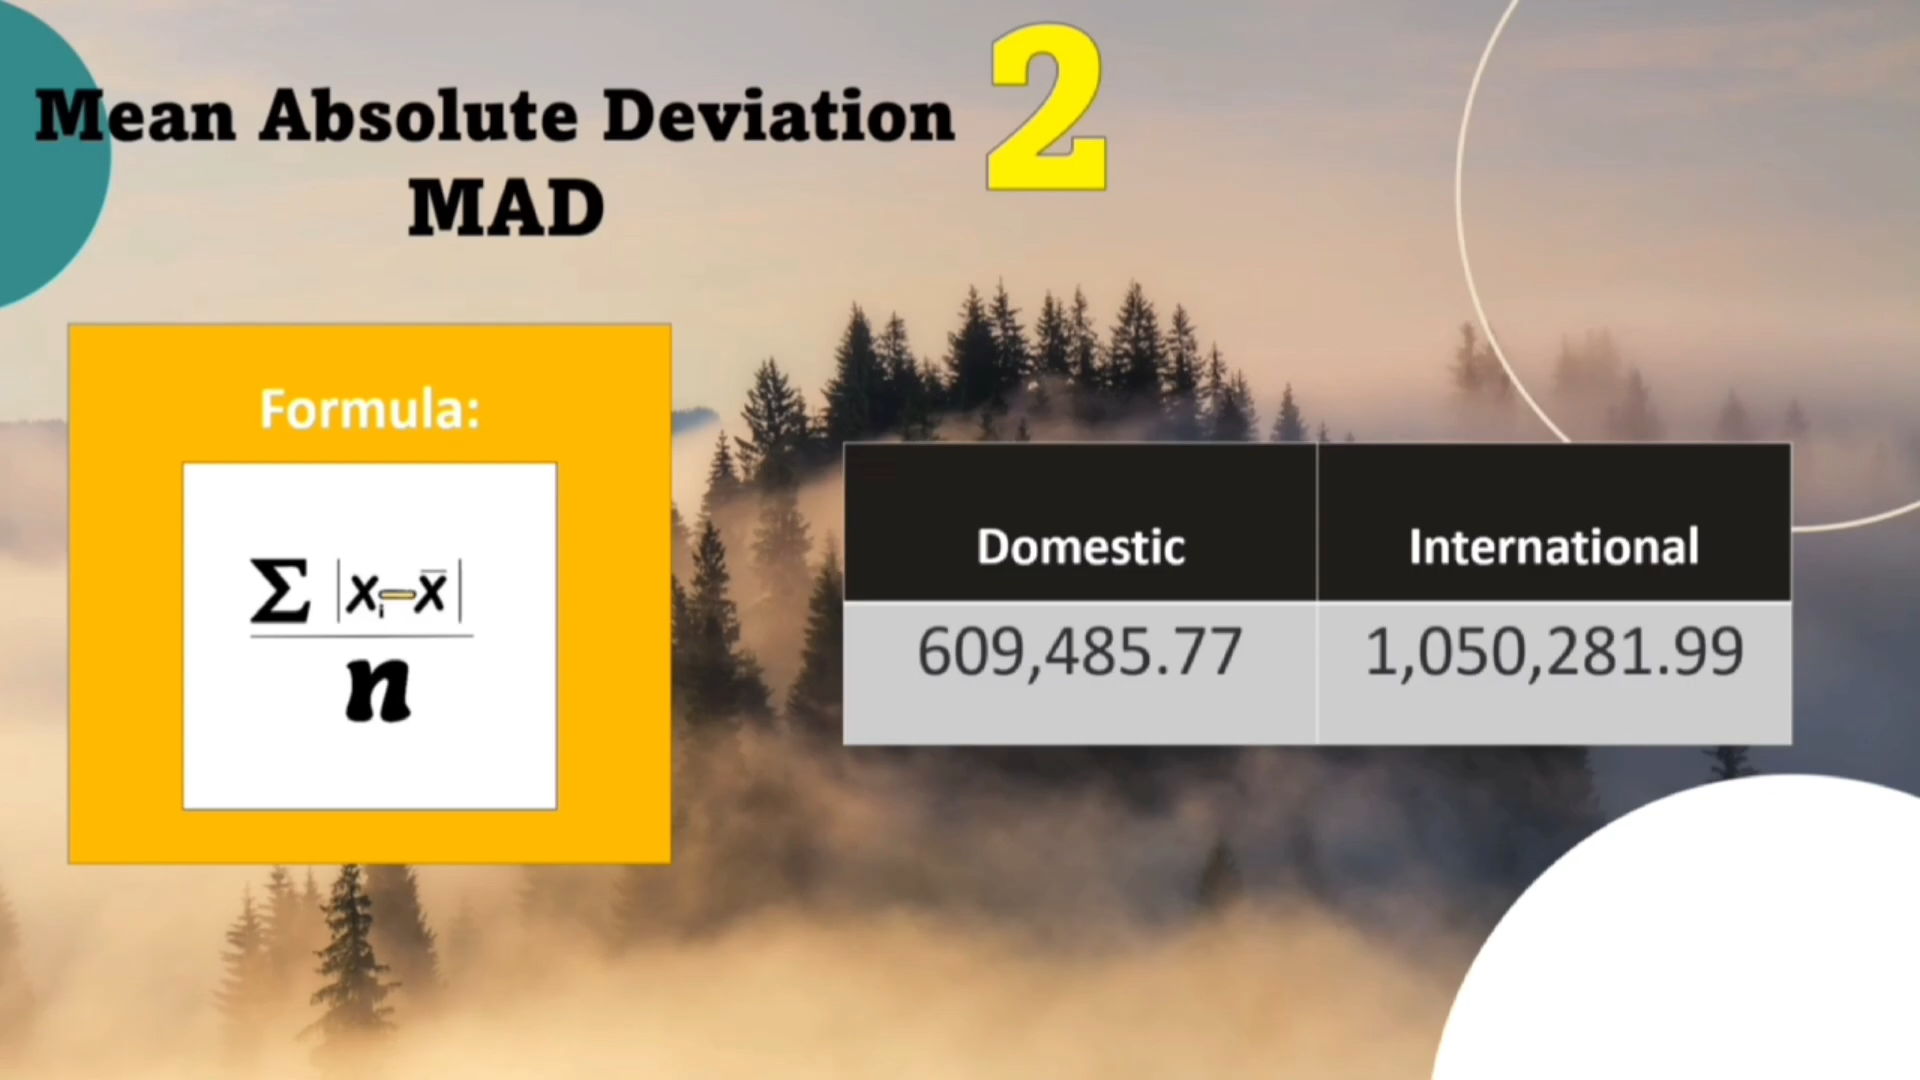 Mean Absolute Deviation
MAD
2
Formula:
Σ |xᵢ–x̄|
n
Domestic International
609,485.77 1,050,281.99